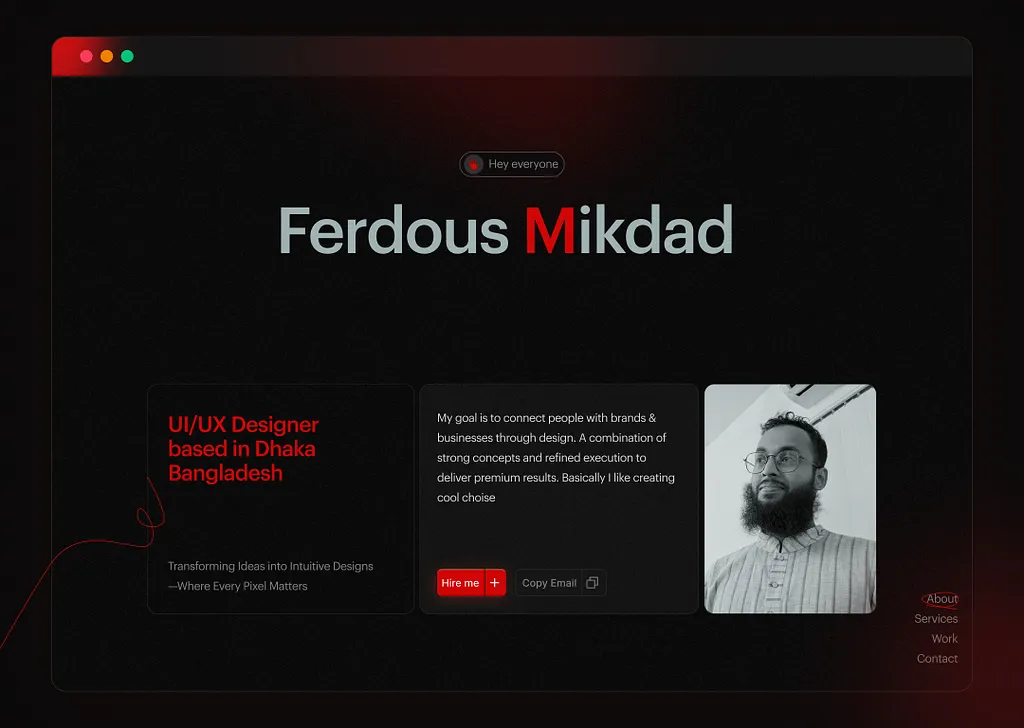 Hey everyone
Ferdous Mikdad
UI/UX Designer
based in Dhaka
Bangladesh
Transforming Ideas into Intuitive Designs
—Where Every Pixel Matters
My goal is to connect people with brands &
businesses through design. A combination of
strong concepts and refined execution to
deliver premium results. Basically I like creating
cool choise
Hire me +
Copy Email
About
Services
Work
Contact